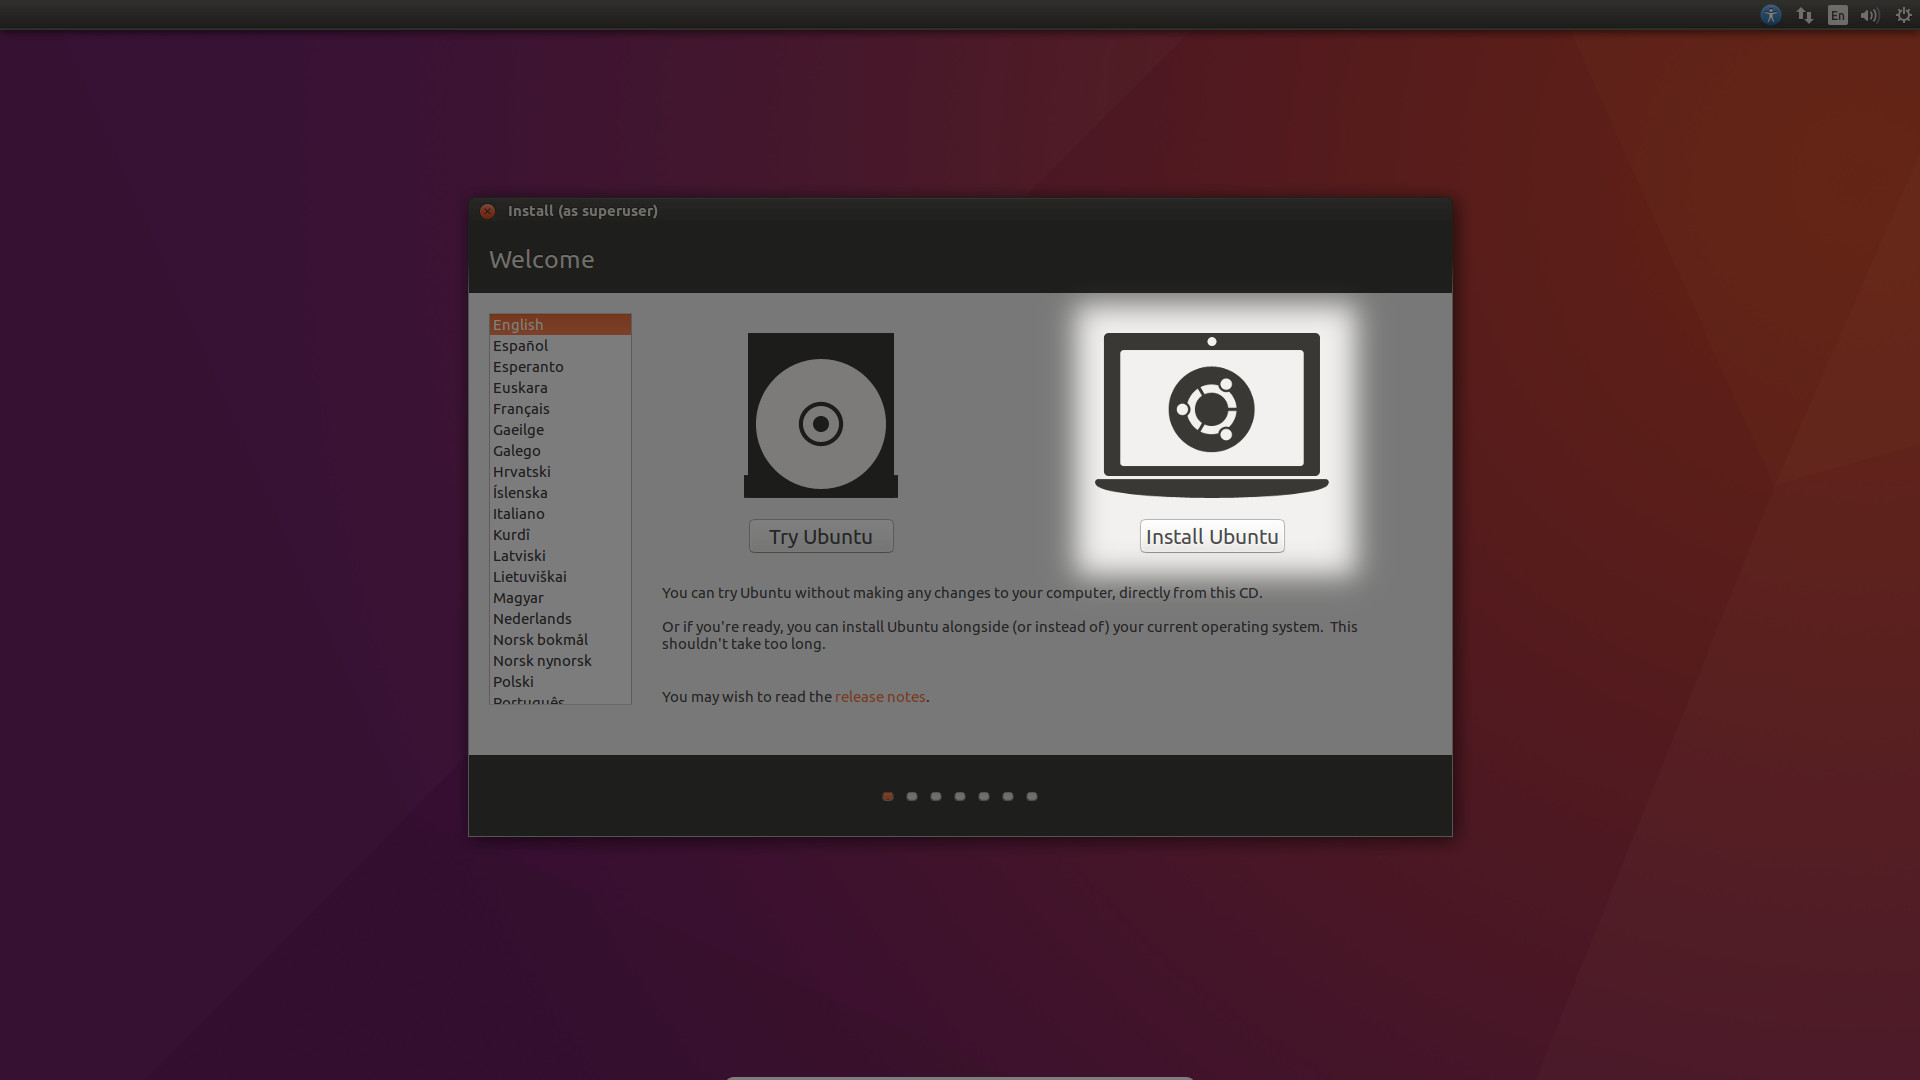 En
Install (as superuser)
Welcome
English
Español
Esperanto
Euskara
Français
Gaeilge
Galego
Hrvatski
Íslenska
Italiano
Kurdî
Latviski
Lietuviškai
Magyar
Nederlands
Norsk bokmål
Norsk nynorsk
Polski
Português
Try Ubuntu
Install Ubuntu
You can try Ubuntu without making any changes to your computer, directly from this CD.
Or if you're ready, you can install Ubuntu alongside (or instead of) your current operating system. This
shouldn't take too long.
You may wish to read the release notes.